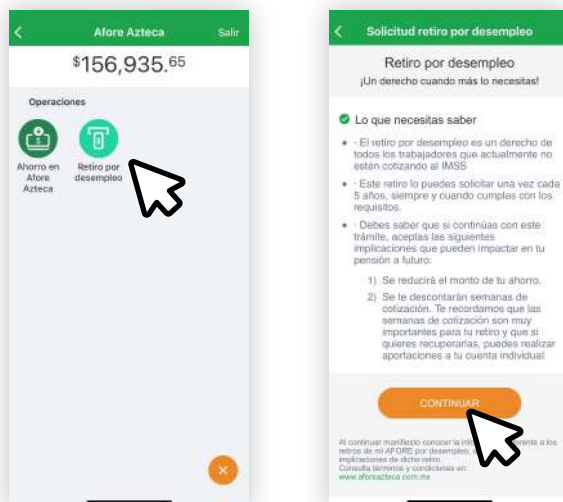 Afore Azteca
Salir
$156,935.65
Operaciones
Ahorro en
Afore
Azteca
Retiro por
desempleo
Solicitud retiro por desempleo
Retiro por desempleo
¡Un derecho cuando más lo necesitas!
Lo que necesitas saber
- El retiro por desempleo es un derecho de
todos los trabajadores que actualmente no
estén cotizando al IMSS
- Este retiro lo puedes solicitar una vez cada
5 años, siempre y cuando cumplas con los
requisitos.
- Debes saber que si continúas con este
trámite, aceptas las siguientes
implicaciones que pueden impactar en tu
pensión a futuro:
1) Se reducirá el monto de tu ahorro.
2) Se te descontarán semanas de
cotización. Te recordamos que las
semanas de cotización son muy
importantes para tu retiro y que si
quieres recuperarlas, puedes realizar
aportaciones a tu cuenta individual
CONTINUAR
Al continuar manifiesto conocer la a los
retiros de mi AFORE por desempleo,
implicaciones de dicho retiro.
Consulta términos y condiciones en:
www.aforeazteca.com.mx